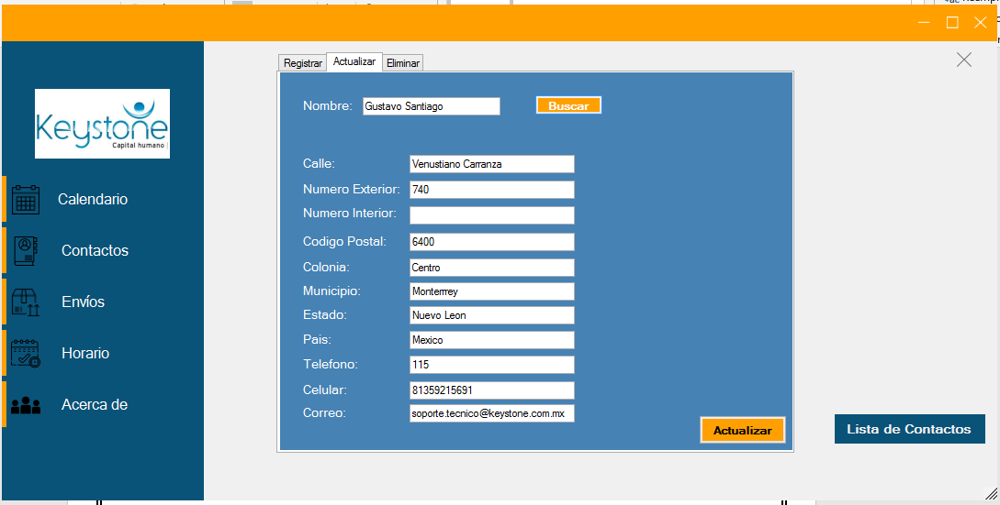 Keystone
Capital humano
Calendario
Contactos
Envíos
Horario
Acerca de
Registrar Actualizar Eliminar
Nombre: Gustavo Santiago Buscar
Calle: Venustiano Carranza
Numero Exterior: 740
Numero Interior:
Codigo Postal: 6400
Colonia: Centro
Municipio: Monterrrey
Estado: Nuevo Leon
Pais: Mexico
Telefono: 115
Celular: 81359215691
Correo: soporte.tecnico@keystone.com.mx
Actualizar
Lista de Contactos